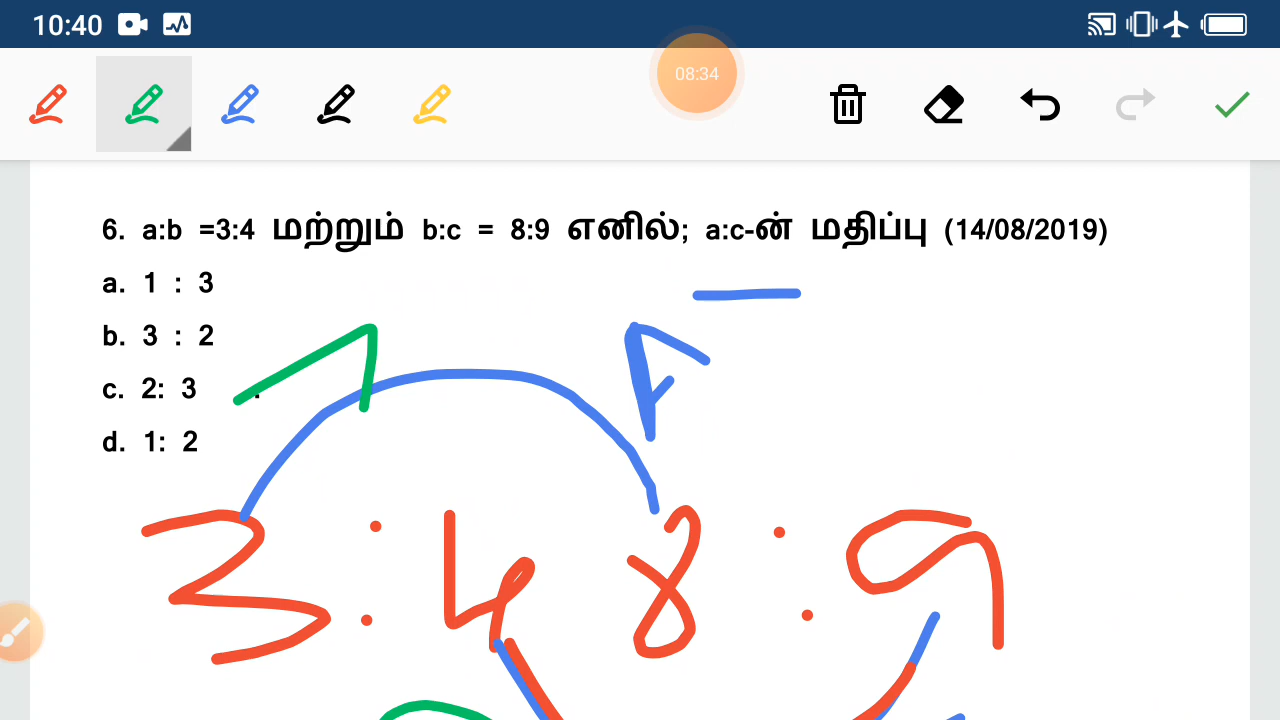 10:40
08:34
6. a:b =3:4 மற்றும் b:c = 8:9 எனில்; a:c-ன் மதிப்பு (14/08/2019)
a. 1 : 3
b. 3 : 2
c. 2: 3
d. 1: 2
3 : 4 8 : 9